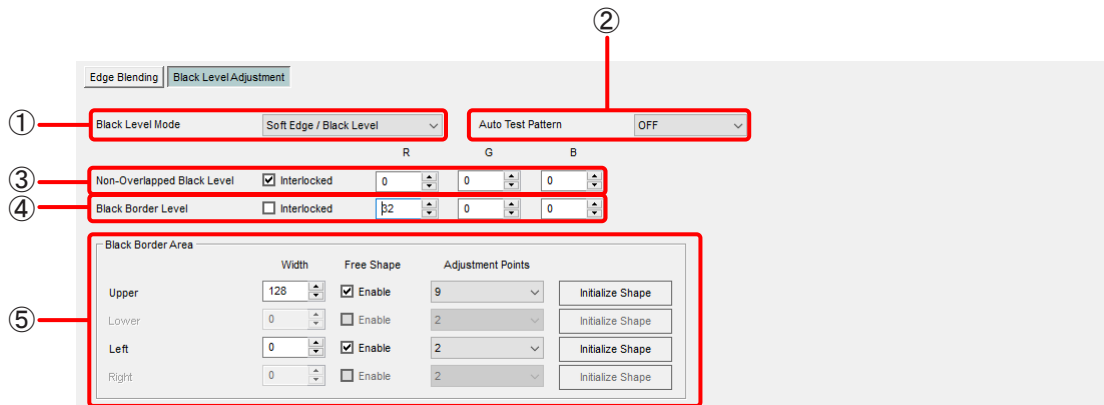 ②
Edge Blending Black Level Adjustment
① Black Level Mode Soft Edge / Black Level Auto Test Pattern OFF
R G B
③ Non-Overlapped Black Level Interlocked 0 0 0
④ Black Border Level Interlocked 32 0 0
Black Border Area
Width Free Shape Adjustment Points
Upper 128 Enable 9 Initialize Shape
⑤ Lower 0 Enable 2 Initialize Shape
Left 0 Enable 2 Initialize Shape
Right 0 Enable 2 Initialize Shape